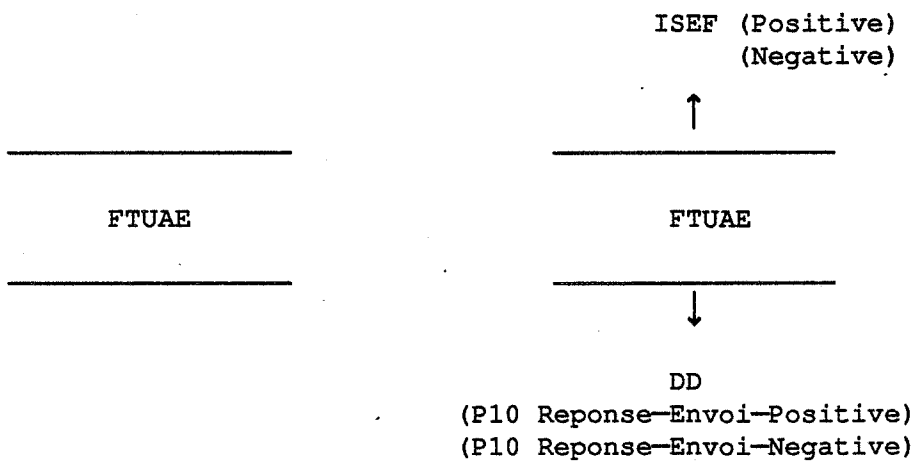 ISEF (Positive)
(Negative)
FTUAE
FTUAE
DD
(P10 Reponse-Envoi-Positive)
(P10 Reponse-Envoi-Negative)